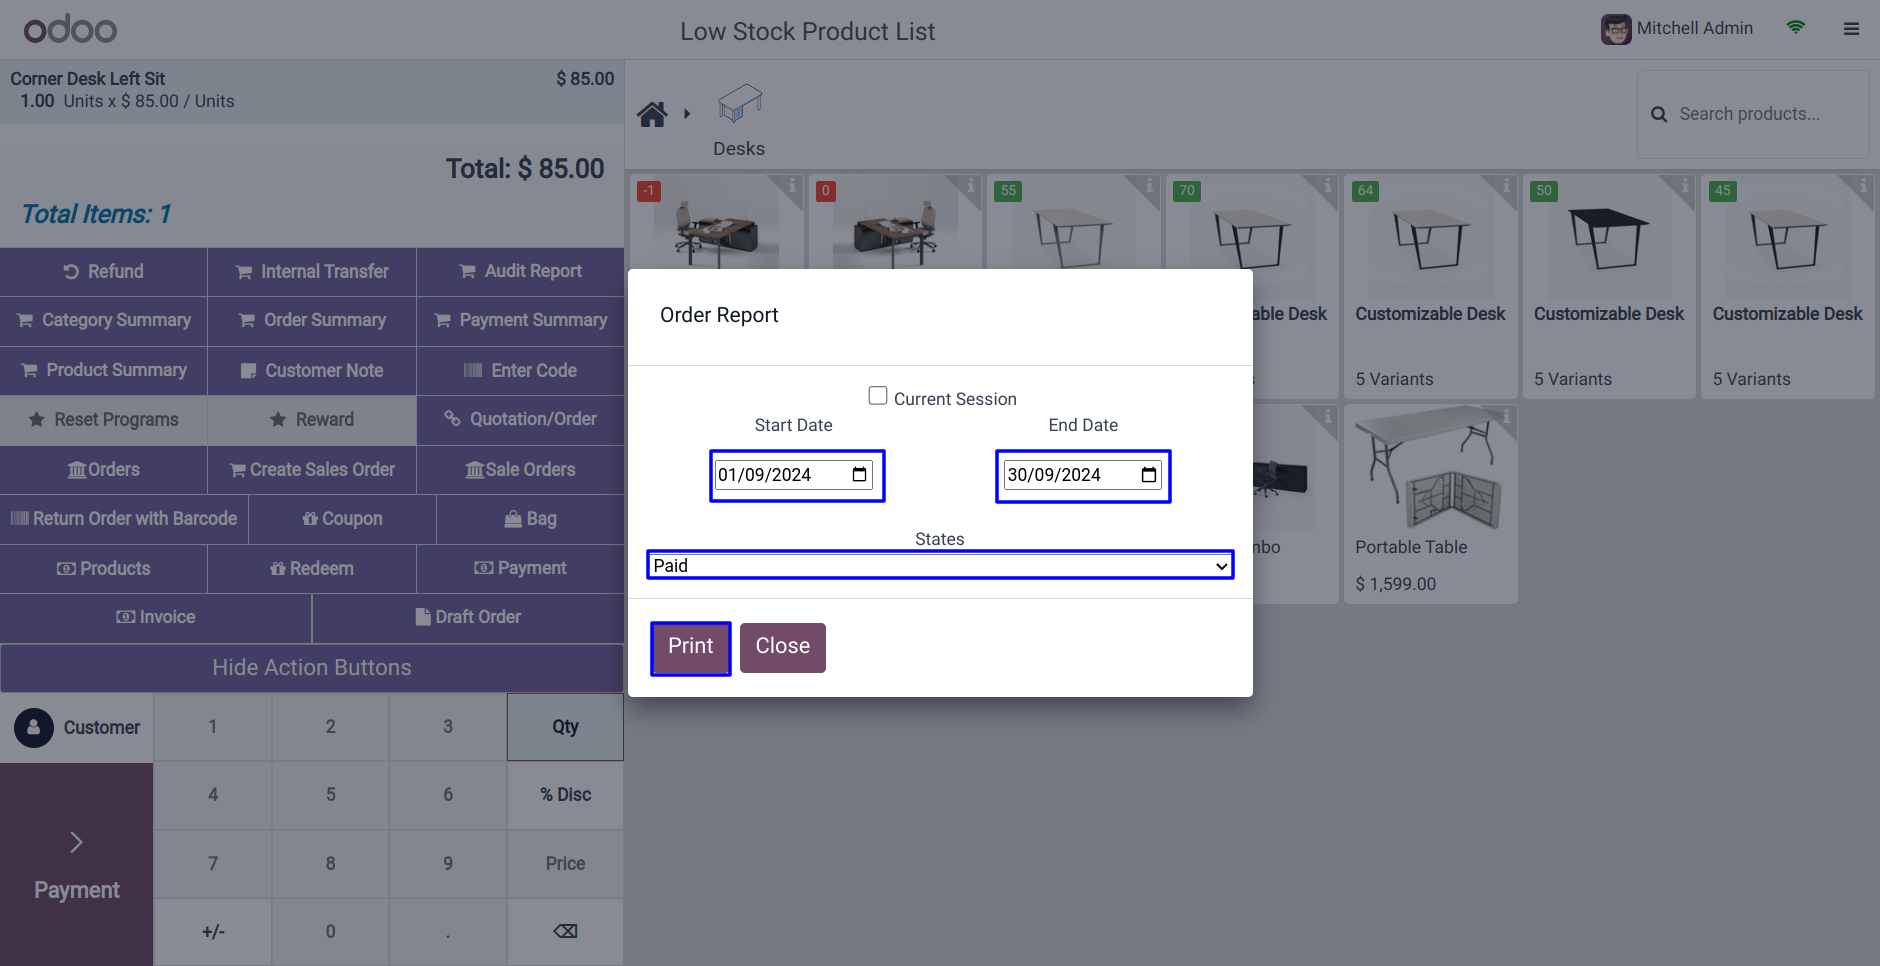 odoo
Low Stock Product List
Mitchell Admin
Corner Desk Left Sit
$ 85.00
1.00 Units x $ 85.00 / Units
Total: $ 85.00
Total Items: 1
Refund
Internal Transfer
Audit Report
Category Summary
Order Summary
Payment Summary
Product Summary
Customer Note
Enter Code
Reset Programs
Reward
Quotation/Order
Orders
Create Sales Order
Sale Orders
Return Order with Barcode
Coupon
Bag
Products
Redeem
Payment
Invoice
Draft Order
Hide Action Buttons
Customer
1
2
3
Qty
4
5
6
% Disc
7
8
9
Price
Payment
+/-
0
.
Desks
Search products...
-1
0
55
70
64
50
45
able Desk
Customizable Desk
Customizable Desk
Customizable Desk
s
5 Variants
5 Variants
5 Variants
Portable Table
$ 1,599.00
Order Report
Current Session
Start Date
End Date
01/09/2024
30/09/2024
States
Paid
Print
Close